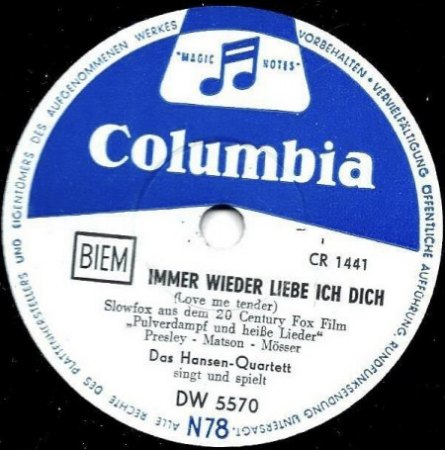 "MAGIC NOTES"
Columbia
BIEM
CR 1441
IMMER WIEDER LIEBE ICH DICH
(Love me tender)
Slowfox aus dem 20 Century Fox Film
„Pulverdampf und heiße Lieder"
Presley - Matson - Mösser
Das Hansen-Quartett
singt und spielt
DW 5570
N78
ALLE RECHTE DES PLATTENHERSTELLERS UND EIGENTÜMERS DES AUFGENOMMENEN WERKES VORBEHALTEN • VERVIELFÄLTIGUNG ÖFFENTLICHE AUFFÜHRUNG RUNDFUNKSENDUNG UNTERSAGT.